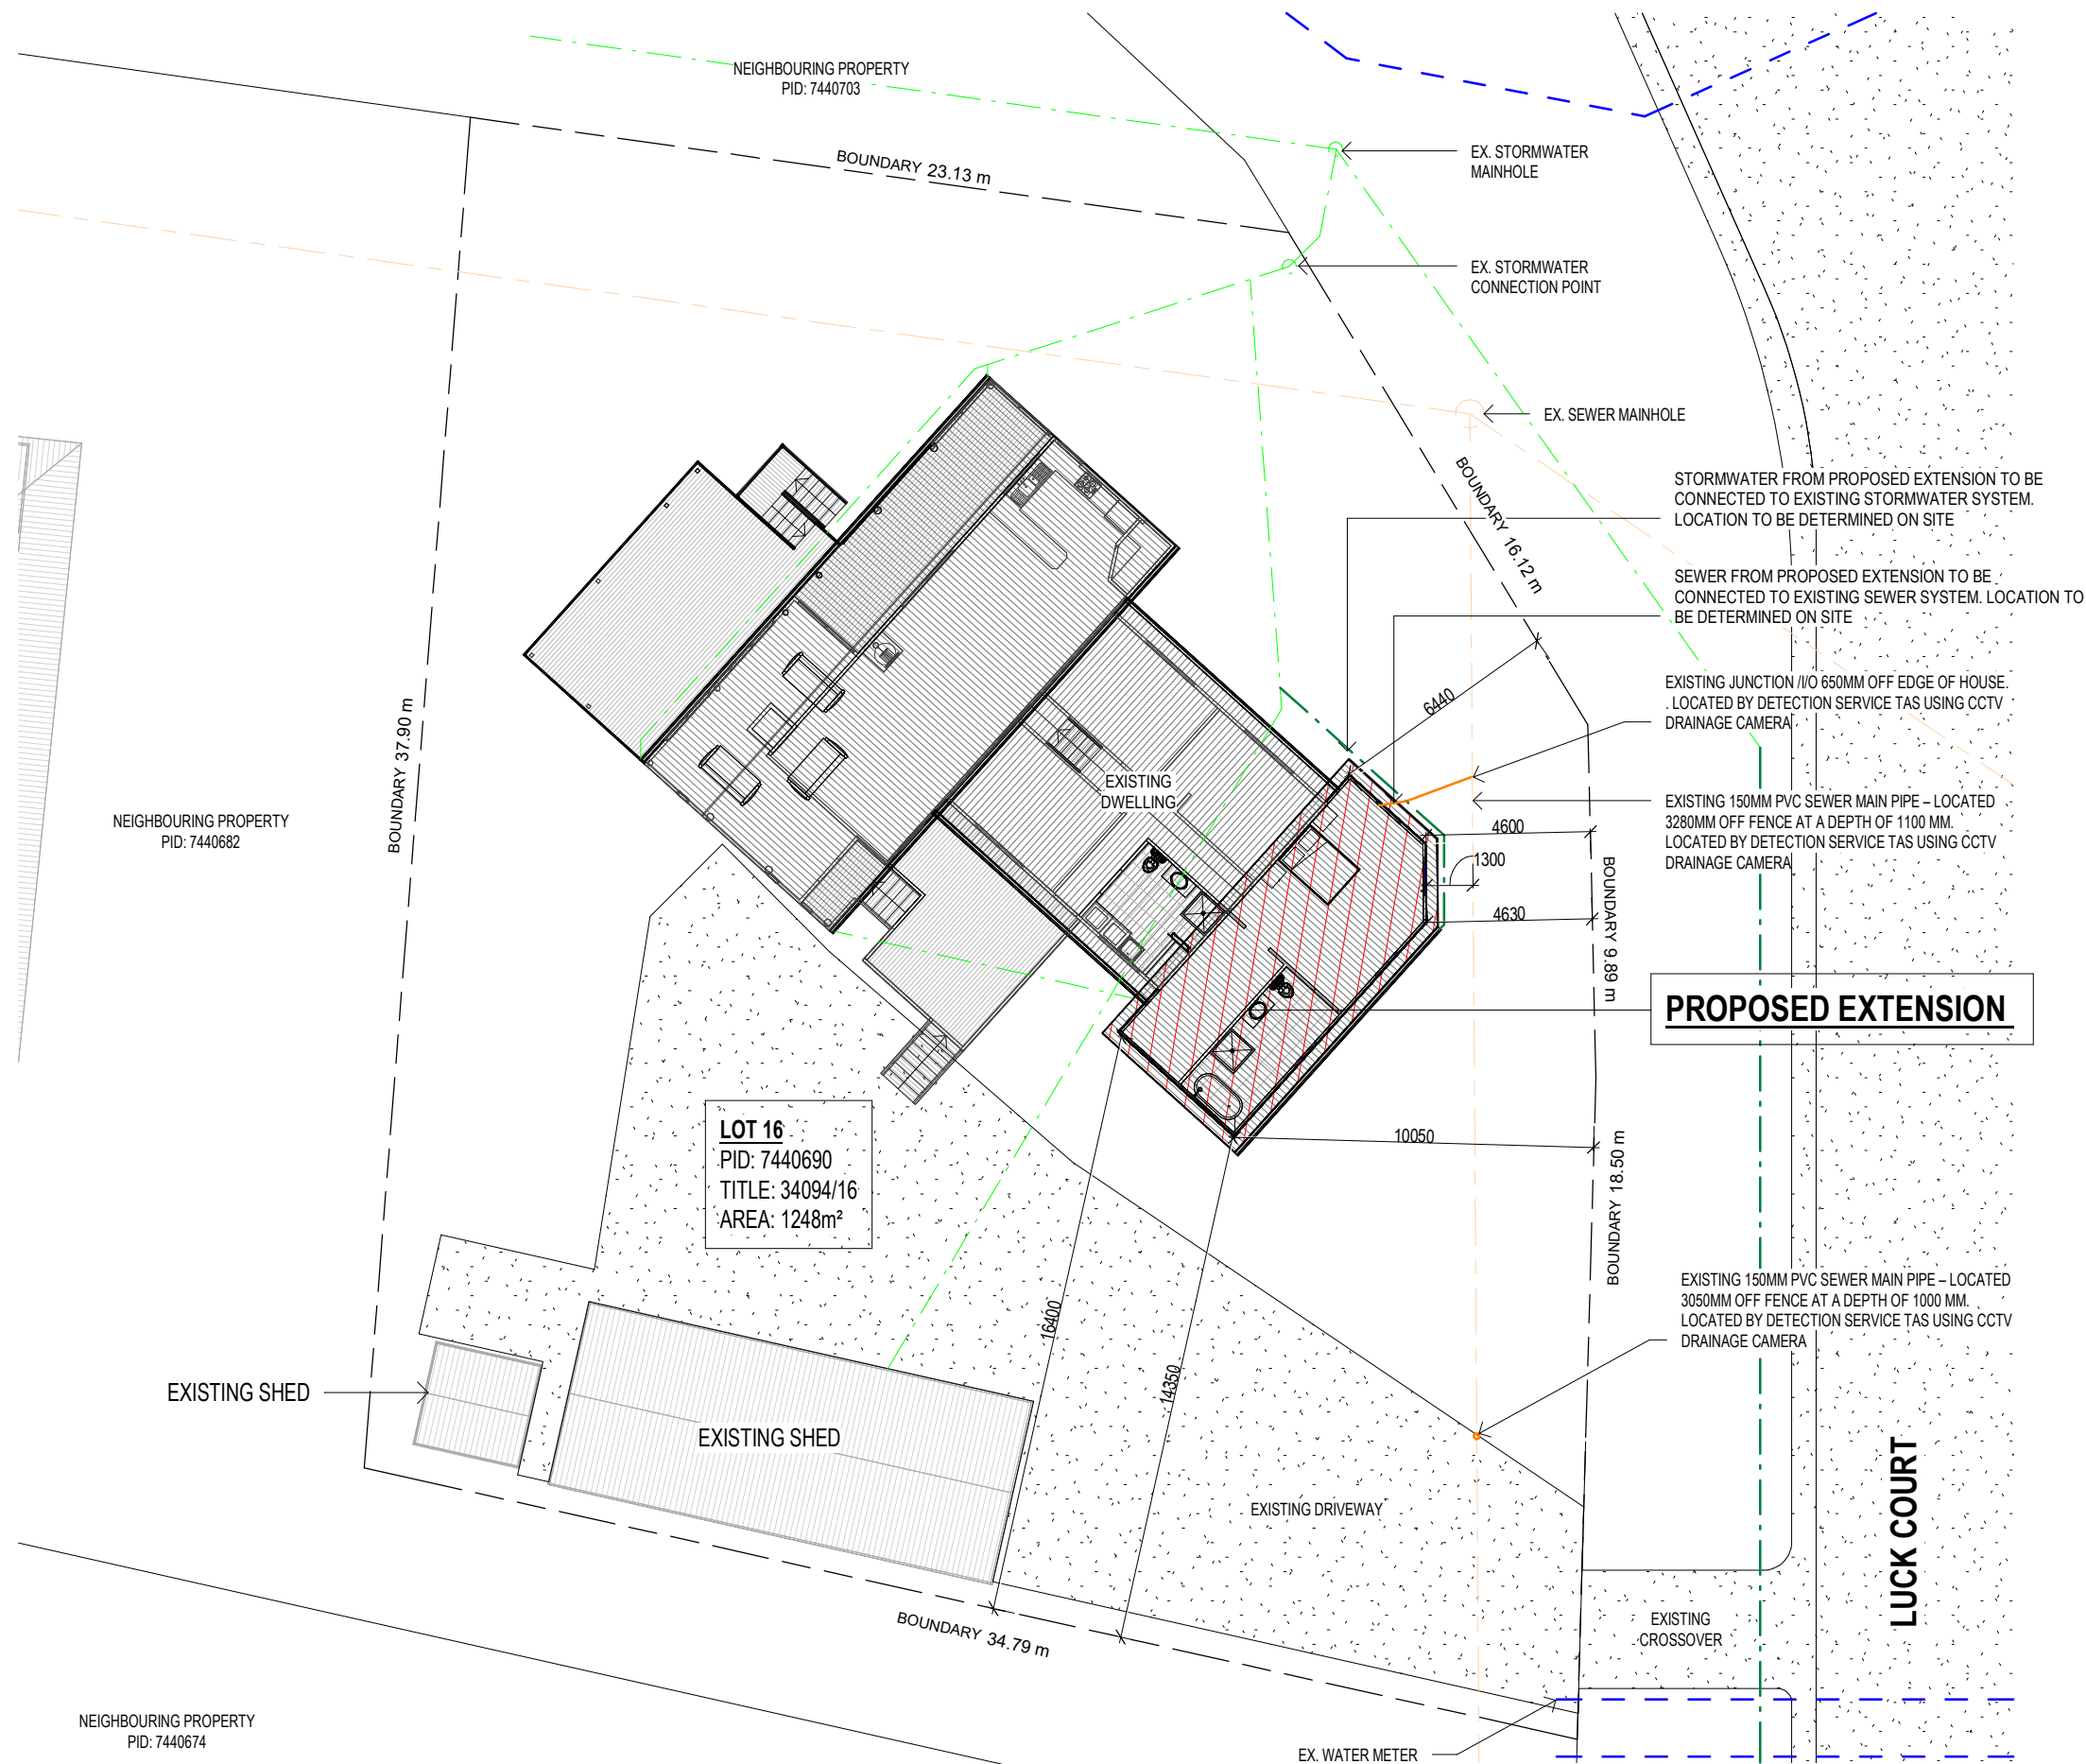 NEIGHBOURING PROPERTY
PID: 7440703
BOUNDARY 23.13 m
EX. STORMWATER
MAINHOLE
EX. STORMWATER
CONNECTION POINT
EX. SEWER MAINHOLE
BOUNDARY 16.12 m
STORMWATER FROM PROPOSED EXTENSION TO BE
CONNECTED TO EXISTING STORMWATER SYSTEM.
LOCATION TO BE DETERMINED ON SITE
SEWER FROM PROPOSED EXTENSION TO BE
CONNECTED TO EXISTING SEWER SYSTEM. LOCATION TO
BE DETERMINED ON SITE
6440
EXISTING JUNCTION /I/O 650MM OFF EDGE OF HOUSE.
. LOCATED BY DETECTION SERVICE TAS USING CCTV
DRAINAGE CAMERA
BOUNDARY 37.90 m
EXISTING
DWELLING
NEIGHBOURING PROPERTY
PID: 7440682
EXISTING 150MM PVC SEWER MAIN PIPE – LOCATED
3280MM OFF FENCE AT A DEPTH OF 1100 MM.
LOCATED BY DETECTION SERVICE TAS USING CCTV
DRAINAGE CAMERA
4600
1300
4630
BOUNDARY 9.89 m
PROPOSED EXTENSION
LOT 16
PID: 7440690
TITLE: 34094/16
AREA: 1248m²
10050
BOUNDARY 18.50 m
EXISTING 150MM PVC SEWER MAIN PIPE – LOCATED
3050MM OFF FENCE AT A DEPTH OF 1000 MM.
LOCATED BY DETECTION SERVICE TAS USING CCTV
DRAINAGE CAMERA
16400
14350
EXISTING SHED
EXISTING SHED
EXISTING DRIVEWAY
LUCK COURT
BOUNDARY 34.79 m
EXISTING
CROSSOVER
NEIGHBOURING PROPERTY
PID: 7440674
EX. WATER METER